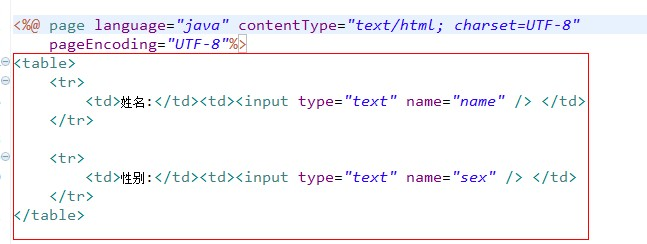 <%@ page language="java" contentType="text/html; charset=UTF-8"
    pageEncoding="UTF-8"%>
<table>
    <tr>
        <td>姓名:</td><td><input type="text" name="name" /> </td>
    </tr>
    <tr>
        <td>性别:</td><td><input type="text" name="sex" /> </td>
    </tr>
</table>